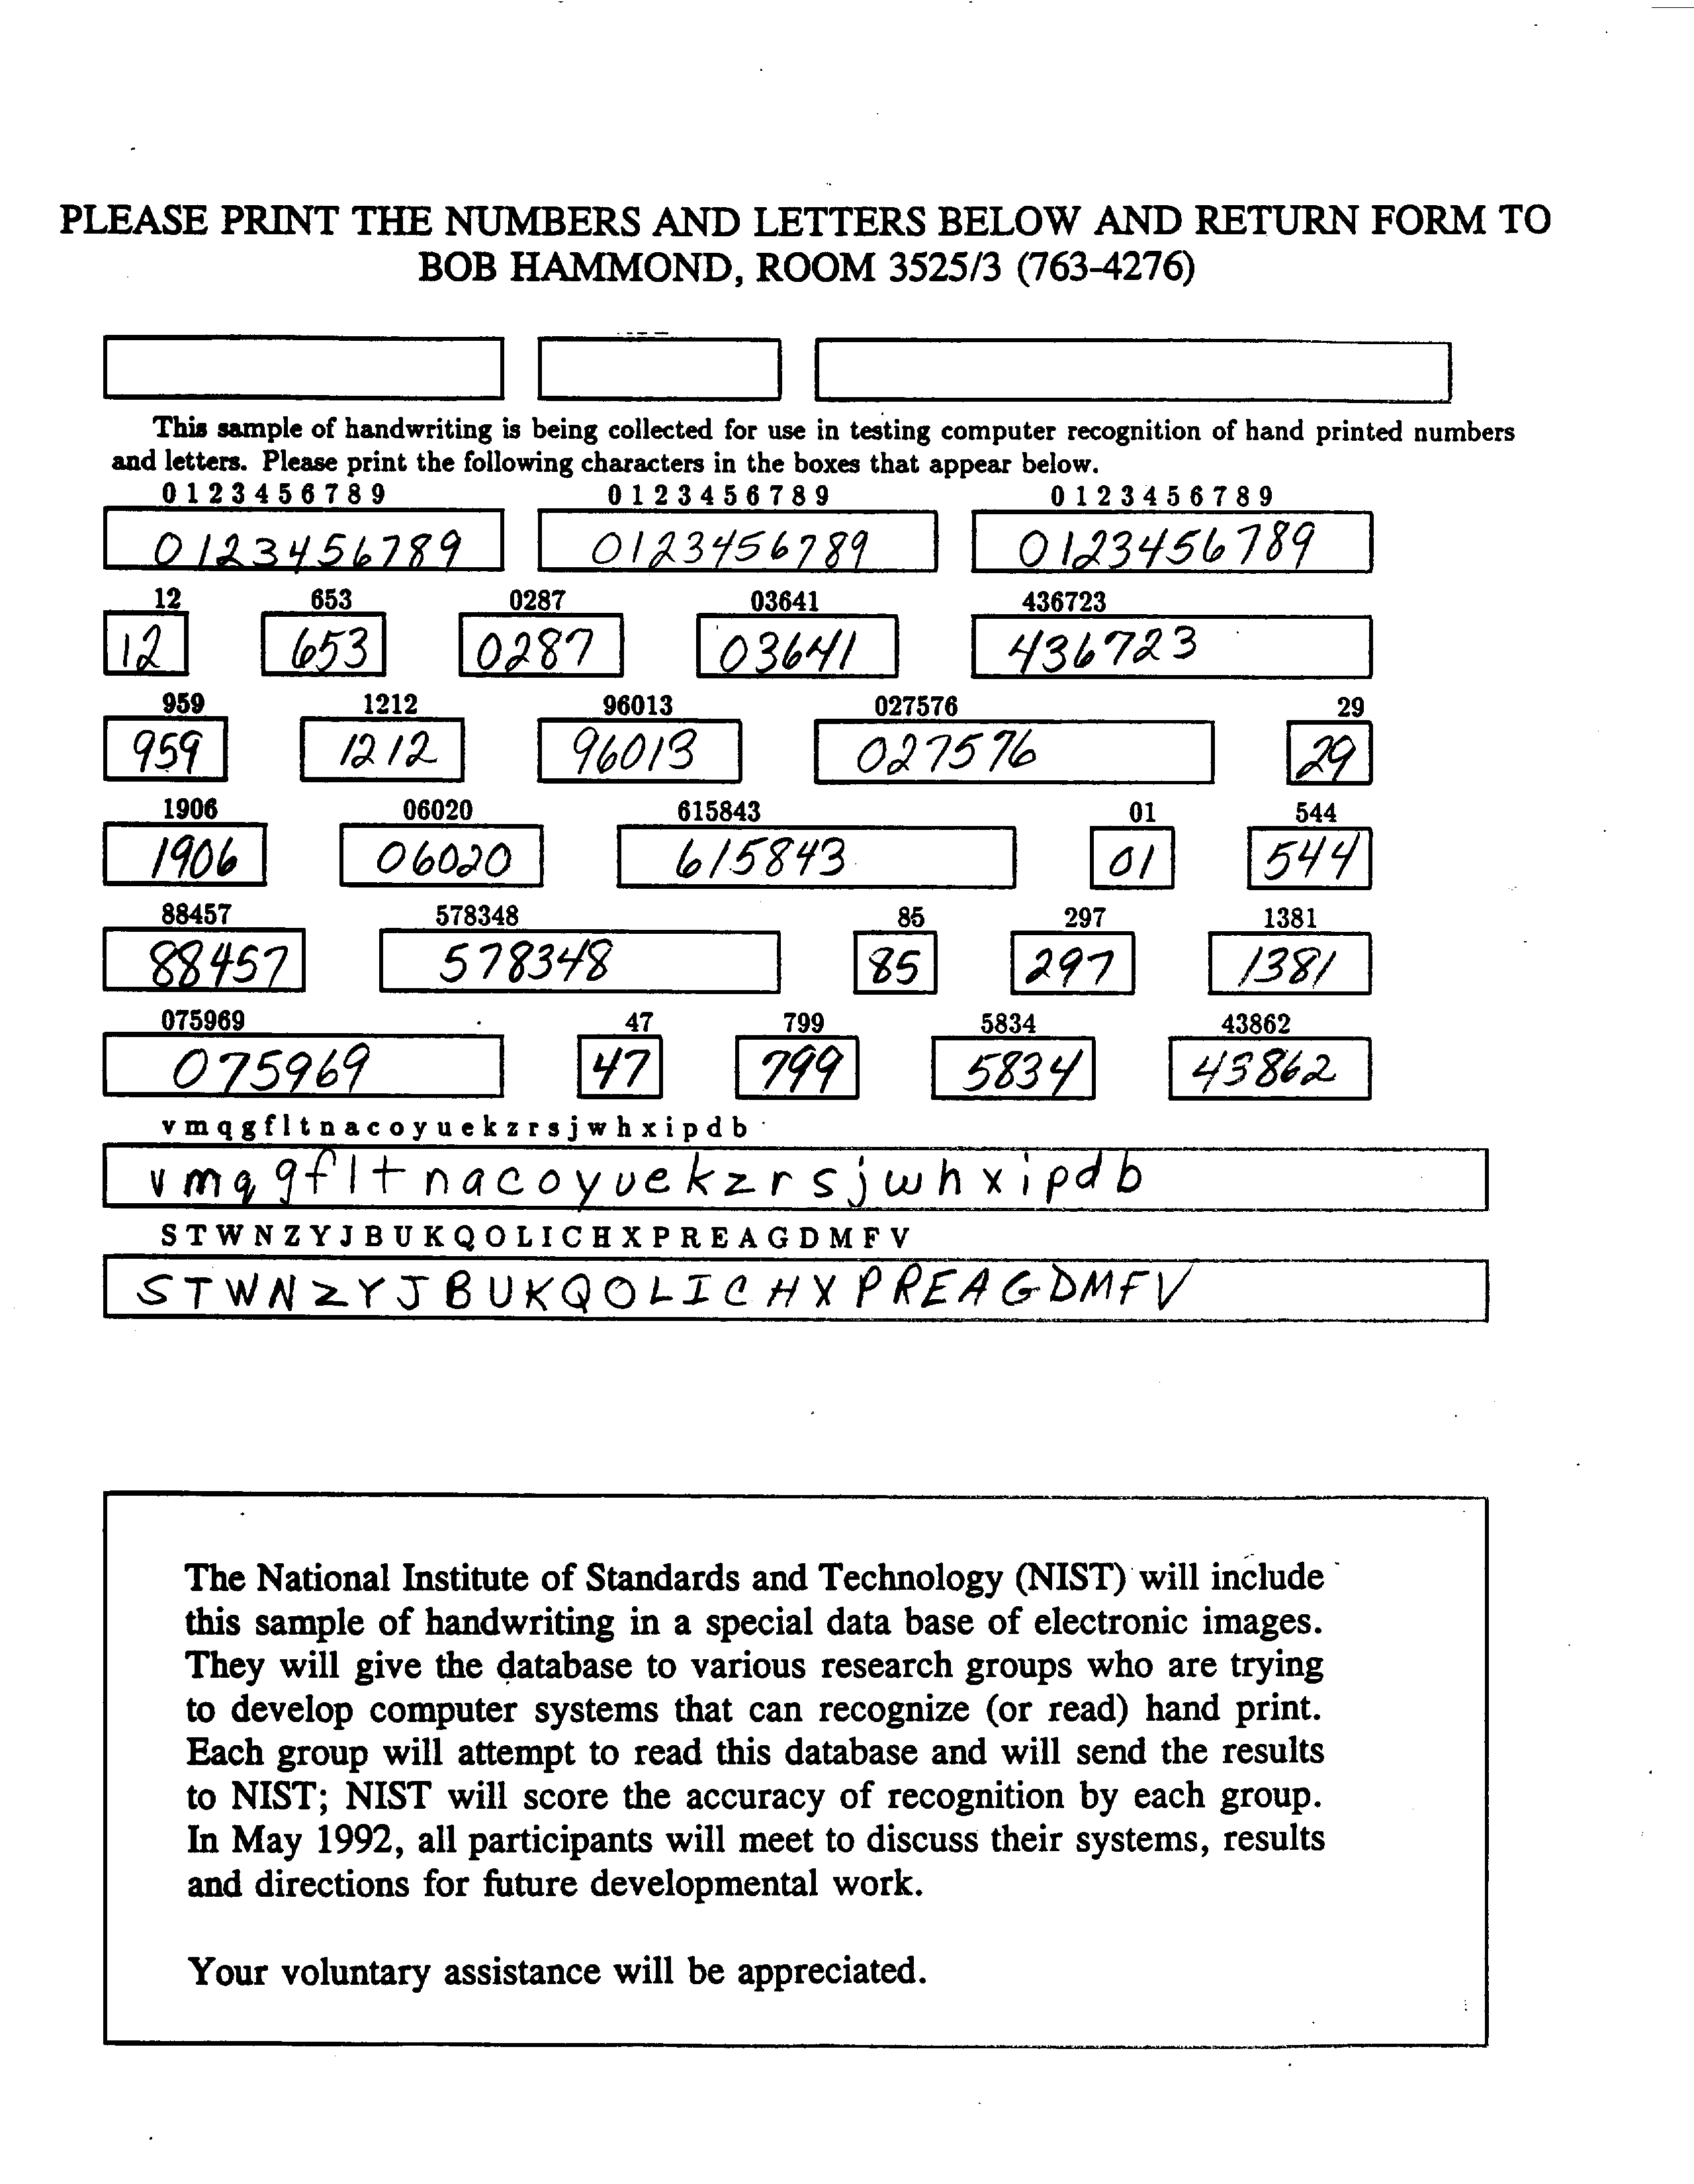 PLEASE PRINT THE NUMBERS AND LETTERS BELOW AND RETURN FORM TO
BOB HAMMOND, ROOM 3525/3 (763-4276)
This sample of handwriting is being collected for use in testing computer recognition of hand printed numbers
and letters. Please print the following characters in the boxes that appear below.
0 1 2 3 4 5 6 7 8 9 0 1 2 3 4 5 6 7 8 9 0 1 2 3 4 5 6 7 8 9
0123456789 0123456789 0123456789
12 653 0287 03641 436723
12 653 0287 03641 436723
959 1212 96013 027576 29
959 1212 96013 027576 29
1906 06020 615843 01 544
1906 06020 615843 01 544
88457 578348 85 297 1381
88457 578348 85 297 1381
075969 47 799 5834 43862
075969 47 799 5834 43862
v m q g f l t n a c o y u e k z r s j w h x i p d b
v m q g f l t n a c o y u e k z r s j w h x i p d b
S T W N Z Y J B U K Q O L I C H X P R E A G D M F V
S T W N Z Y J B U K Q O L I C H X P R E A G D M F V
The National Institute of Standards and Technology (NIST) will include
this sample of handwriting in a special data base of electronic images.
They will give the database to various research groups who are trying
to develop computer systems that can recognize (or read) hand print.
Each group will attempt to read this database and will send the results
to NIST; NIST will score the accuracy of recognition by each group.
In May 1992, all participants will meet to discuss their systems, results
and directions for future developmental work.
Your voluntary assistance will be appreciated.